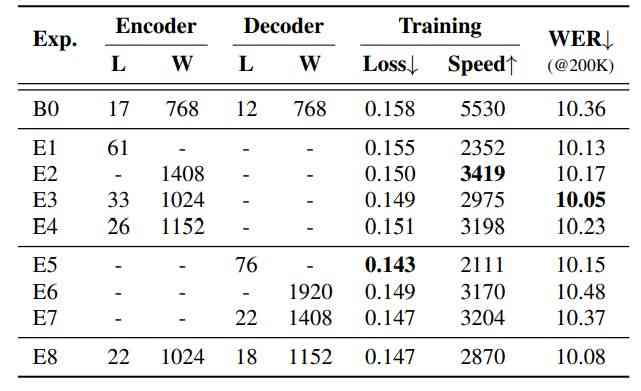 Exp. Encoder Decoder Training WER↓
L W L W Loss↓ Speed↑ (@200K)
B0 17 768 12 768 0.158 5530 10.36
E1 61 - - - 0.155 2352 10.13
E2 - 1408 - - 0.150 3419 10.17
E3 33 1024 - - 0.149 2975 10.05
E4 26 1152 - - 0.151 3198 10.23
E5 - - 76 - 0.143 2111 10.15
E6 - - - 1920 0.149 3170 10.48
E7 - - 22 1408 0.147 3204 10.37
E8 22 1024 18 1152 0.147 2870 10.08